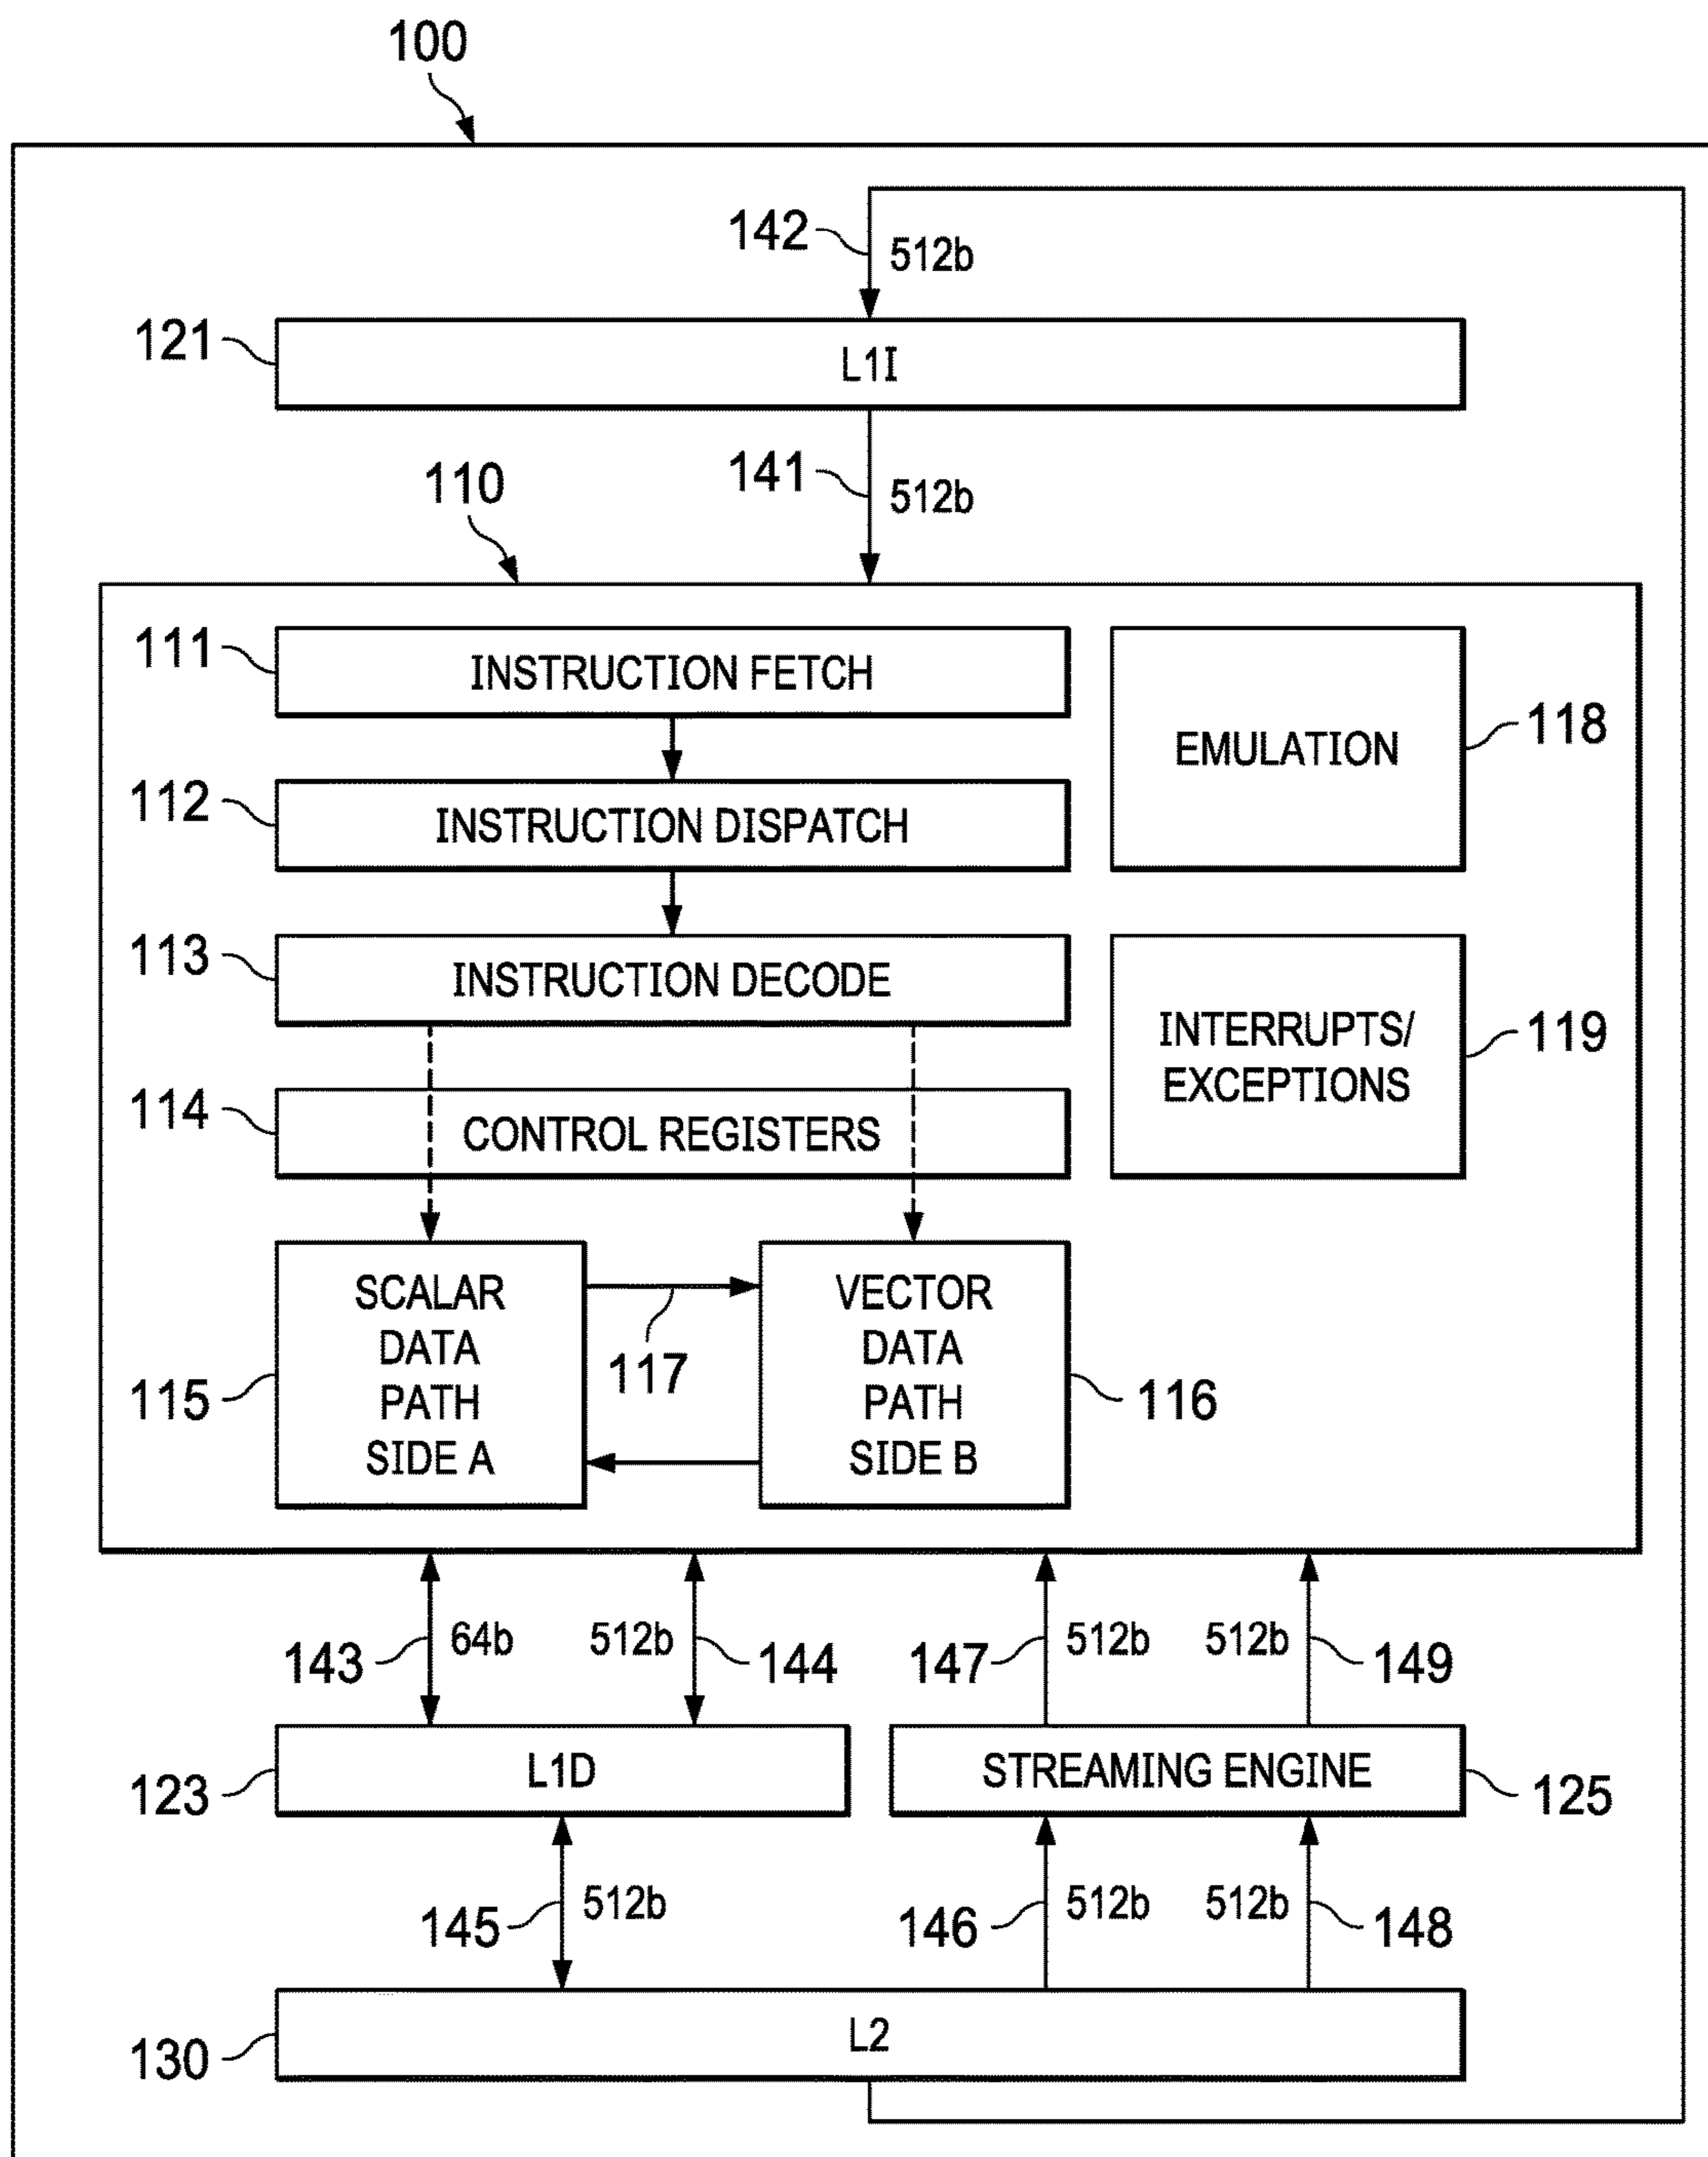 100
142
512b
121
L1I
141
512b
110
111
INSTRUCTION FETCH
118
EMULATION
112
INSTRUCTION DISPATCH
113
INSTRUCTION DECODE
119
INTERRUPTS/
EXCEPTIONS
114
CONTROL REGISTERS
115
SCALAR
DATA
PATH
SIDE A
117
VECTOR
DATA
PATH
SIDE B
116
143
64b
512b
144
147
512b
512b
149
123
L1D
STREAMING ENGINE
125
145
512b
146
512b
512b
148
130
L2